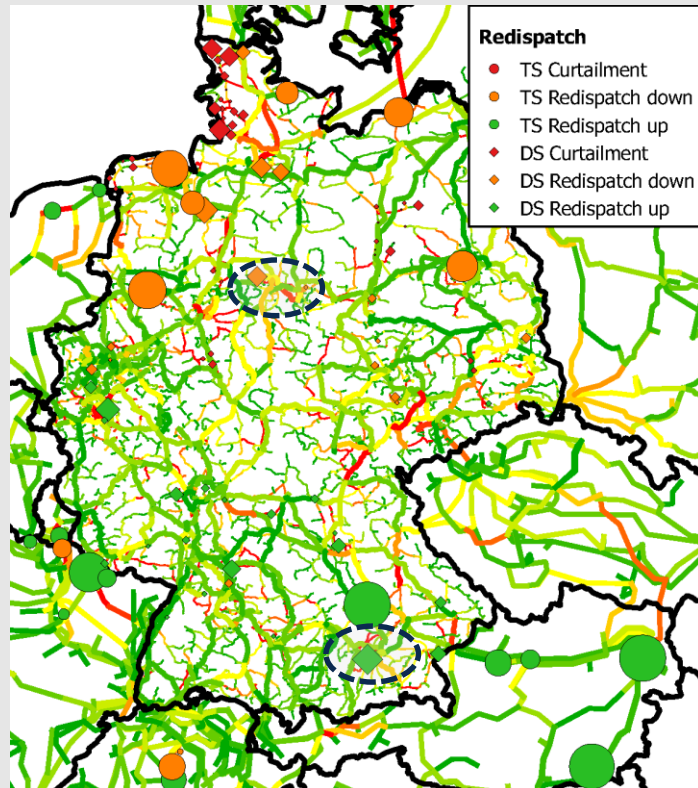 Redispatch
TS Curtailment
TS Redispatch down
TS Redispatch up
DS Curtailment
DS Redispatch down
DS Redispatch up